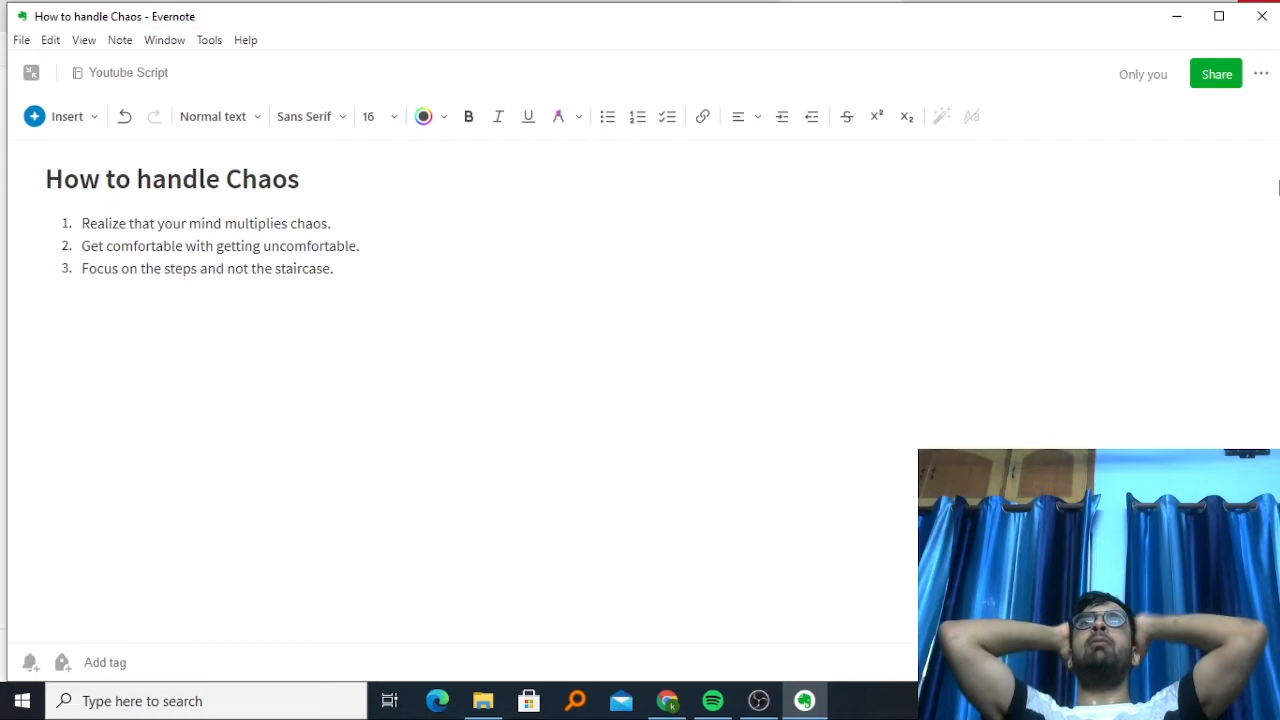 How to handle Chaos - Evernote
File Edit View Note Window Tools Help
Youtube Script
Only you
Share
Insert
Normal text
Sans Serif
16
B I U
x²
x₂
How to handle Chaos
1. Realize that your mind multiplies chaos.
2. Get comfortable with getting uncomfortable.
3. Focus on the steps and not the staircase.
Add tag
Type here to search